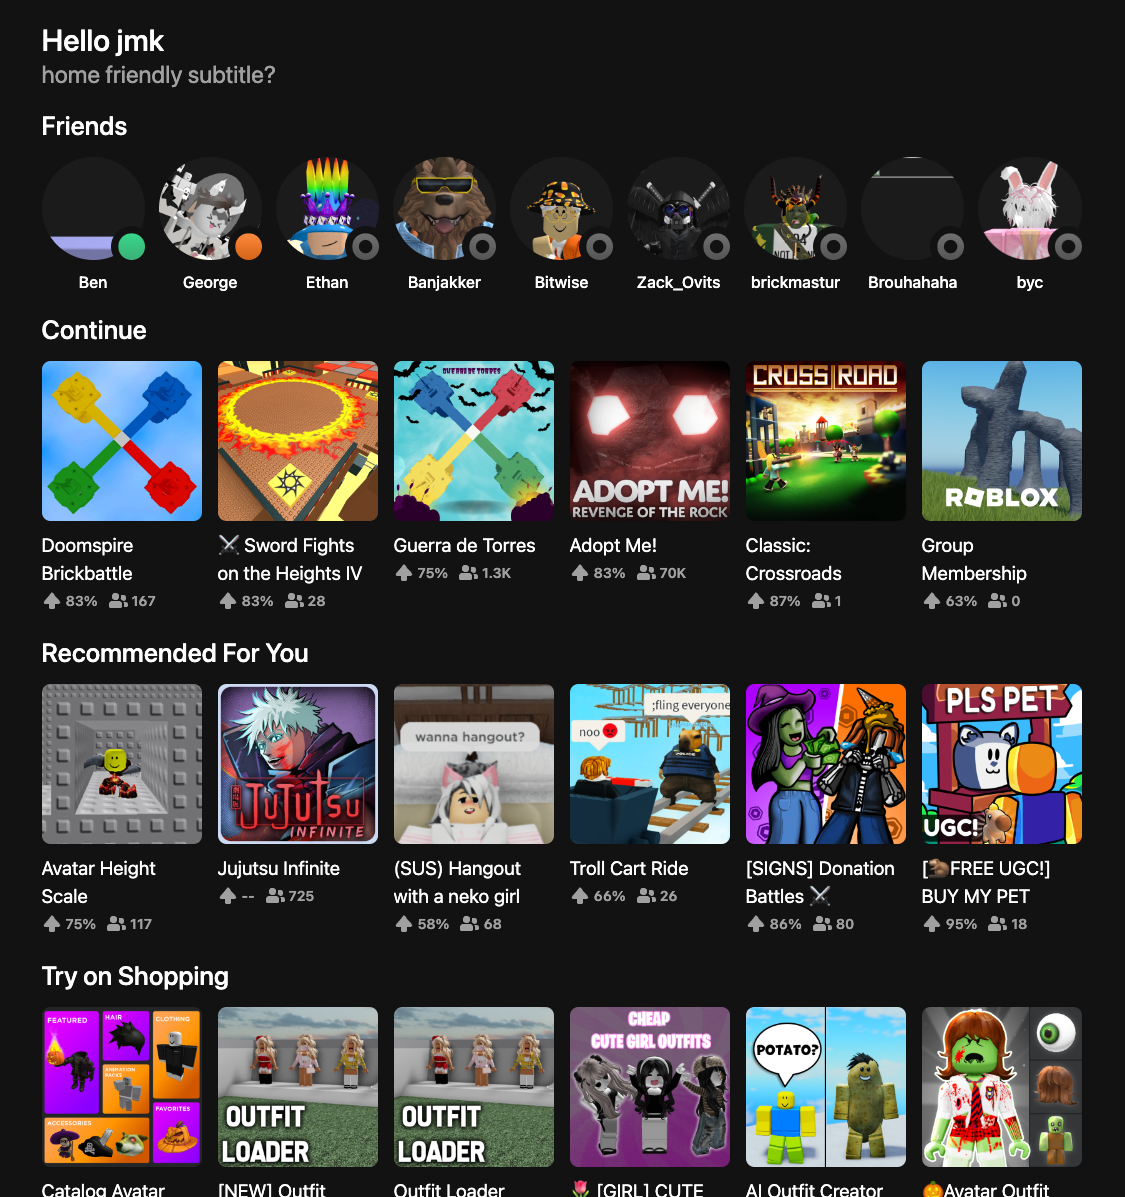 Hello jmk
home friendly subtitle?
Friends
Ben
George
Ethan
Banjakker
Bitwise
Zack_Ovits
brickmastur
Brouhahaha
byc
Continue
GUERRA DE TORRES
ADOPT ME!
REVENGE OF THE ROCK
CROSSROAD
ROBLOX
Doomspire
Brickbattle
83% 167
⚔️ Sword Fights
on the Heights IV
83% 28
Guerra de Torres
75% 1.3K
Adopt Me!
83% 70K
Classic:
Crossroads
87% 1
Group
Membership
63% 0
Recommended For You
JUJUTSU
INFINITE
wanna hangout?
;fling everyone
noo 😡
POLICE
PLS PET
UGC!
Avatar Height
Scale
75% 117
Jujutsu Infinite
-- 725
(SUS) Hangout
with a neko girl
58% 68
Troll Cart Ride
66% 26
[SIGNS] Donation
Battles ⚔️
86% 80
[🦫FREE UGC!]
BUY MY PET
95% 18
Try on Shopping
FEATURED
HAIR
CLOTHING
ANIMATION
PACKS
FAVORITES
ACCESSORIES
OUTFIT
LOADER
OUTFIT
LOADER
CHEAP
CUTE GIRL OUTFITS
POTATO?
Catalog Avatar
[NEW] Outfit
Outfit Loader
🌷 [GIRL] CUTE
AI Outfit Creator
🎃Avatar Outfit